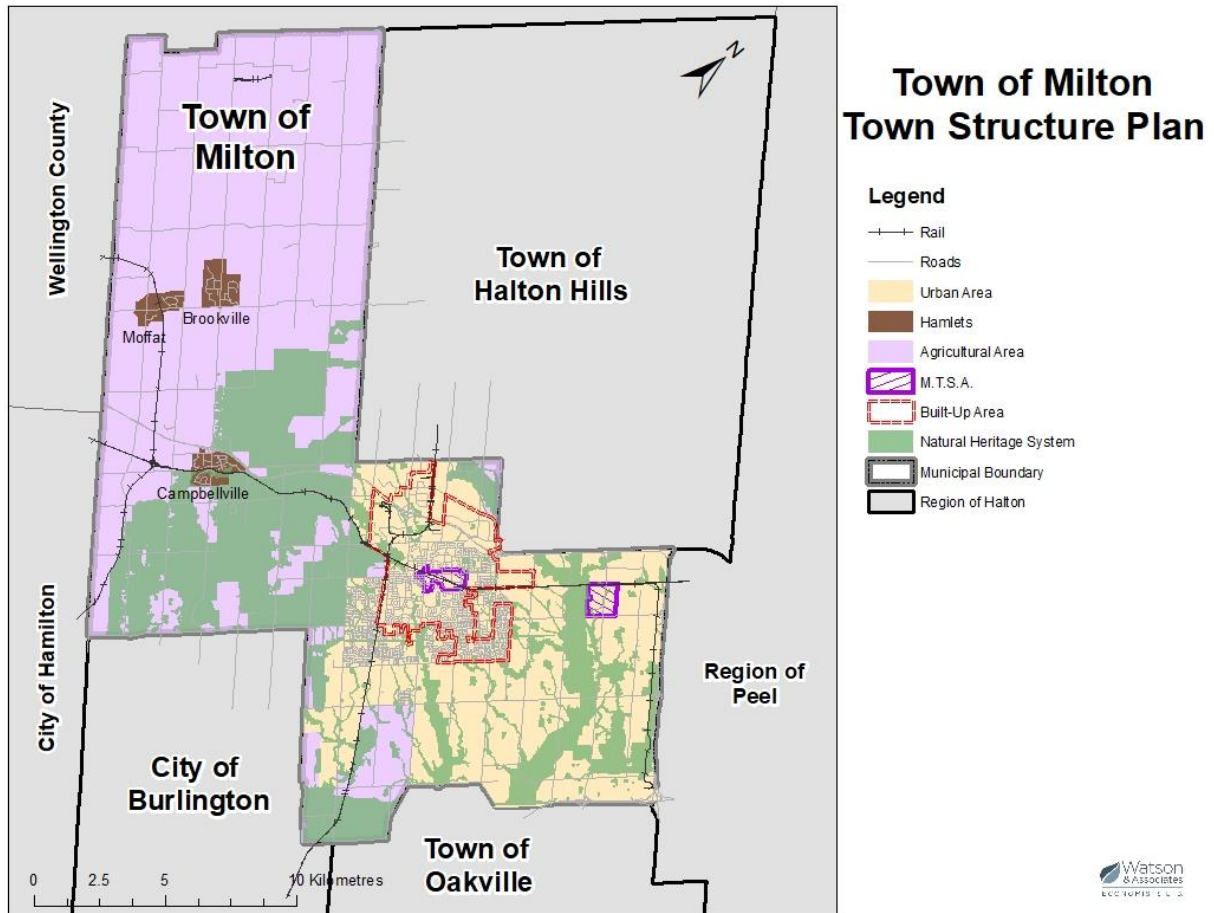 Town of Milton
Town Structure Plan
N
Town of
Milton
Wellington County
Town of
Halton Hills
Brookville
Moffat
Campbellville
City of Hamilton
Region of
Peel
City of
Burlington
Town of
Oakville
0 2.5 5 10 Kilometres
Legend
Rail
Roads
Urban Area
Hamlets
Agricultural Area
M.T.S.A.
Built-Up Area
Natural Heritage System
Municipal Boundary
Region of Halton
Watson
& Associates
ECONOMISTS LTD.